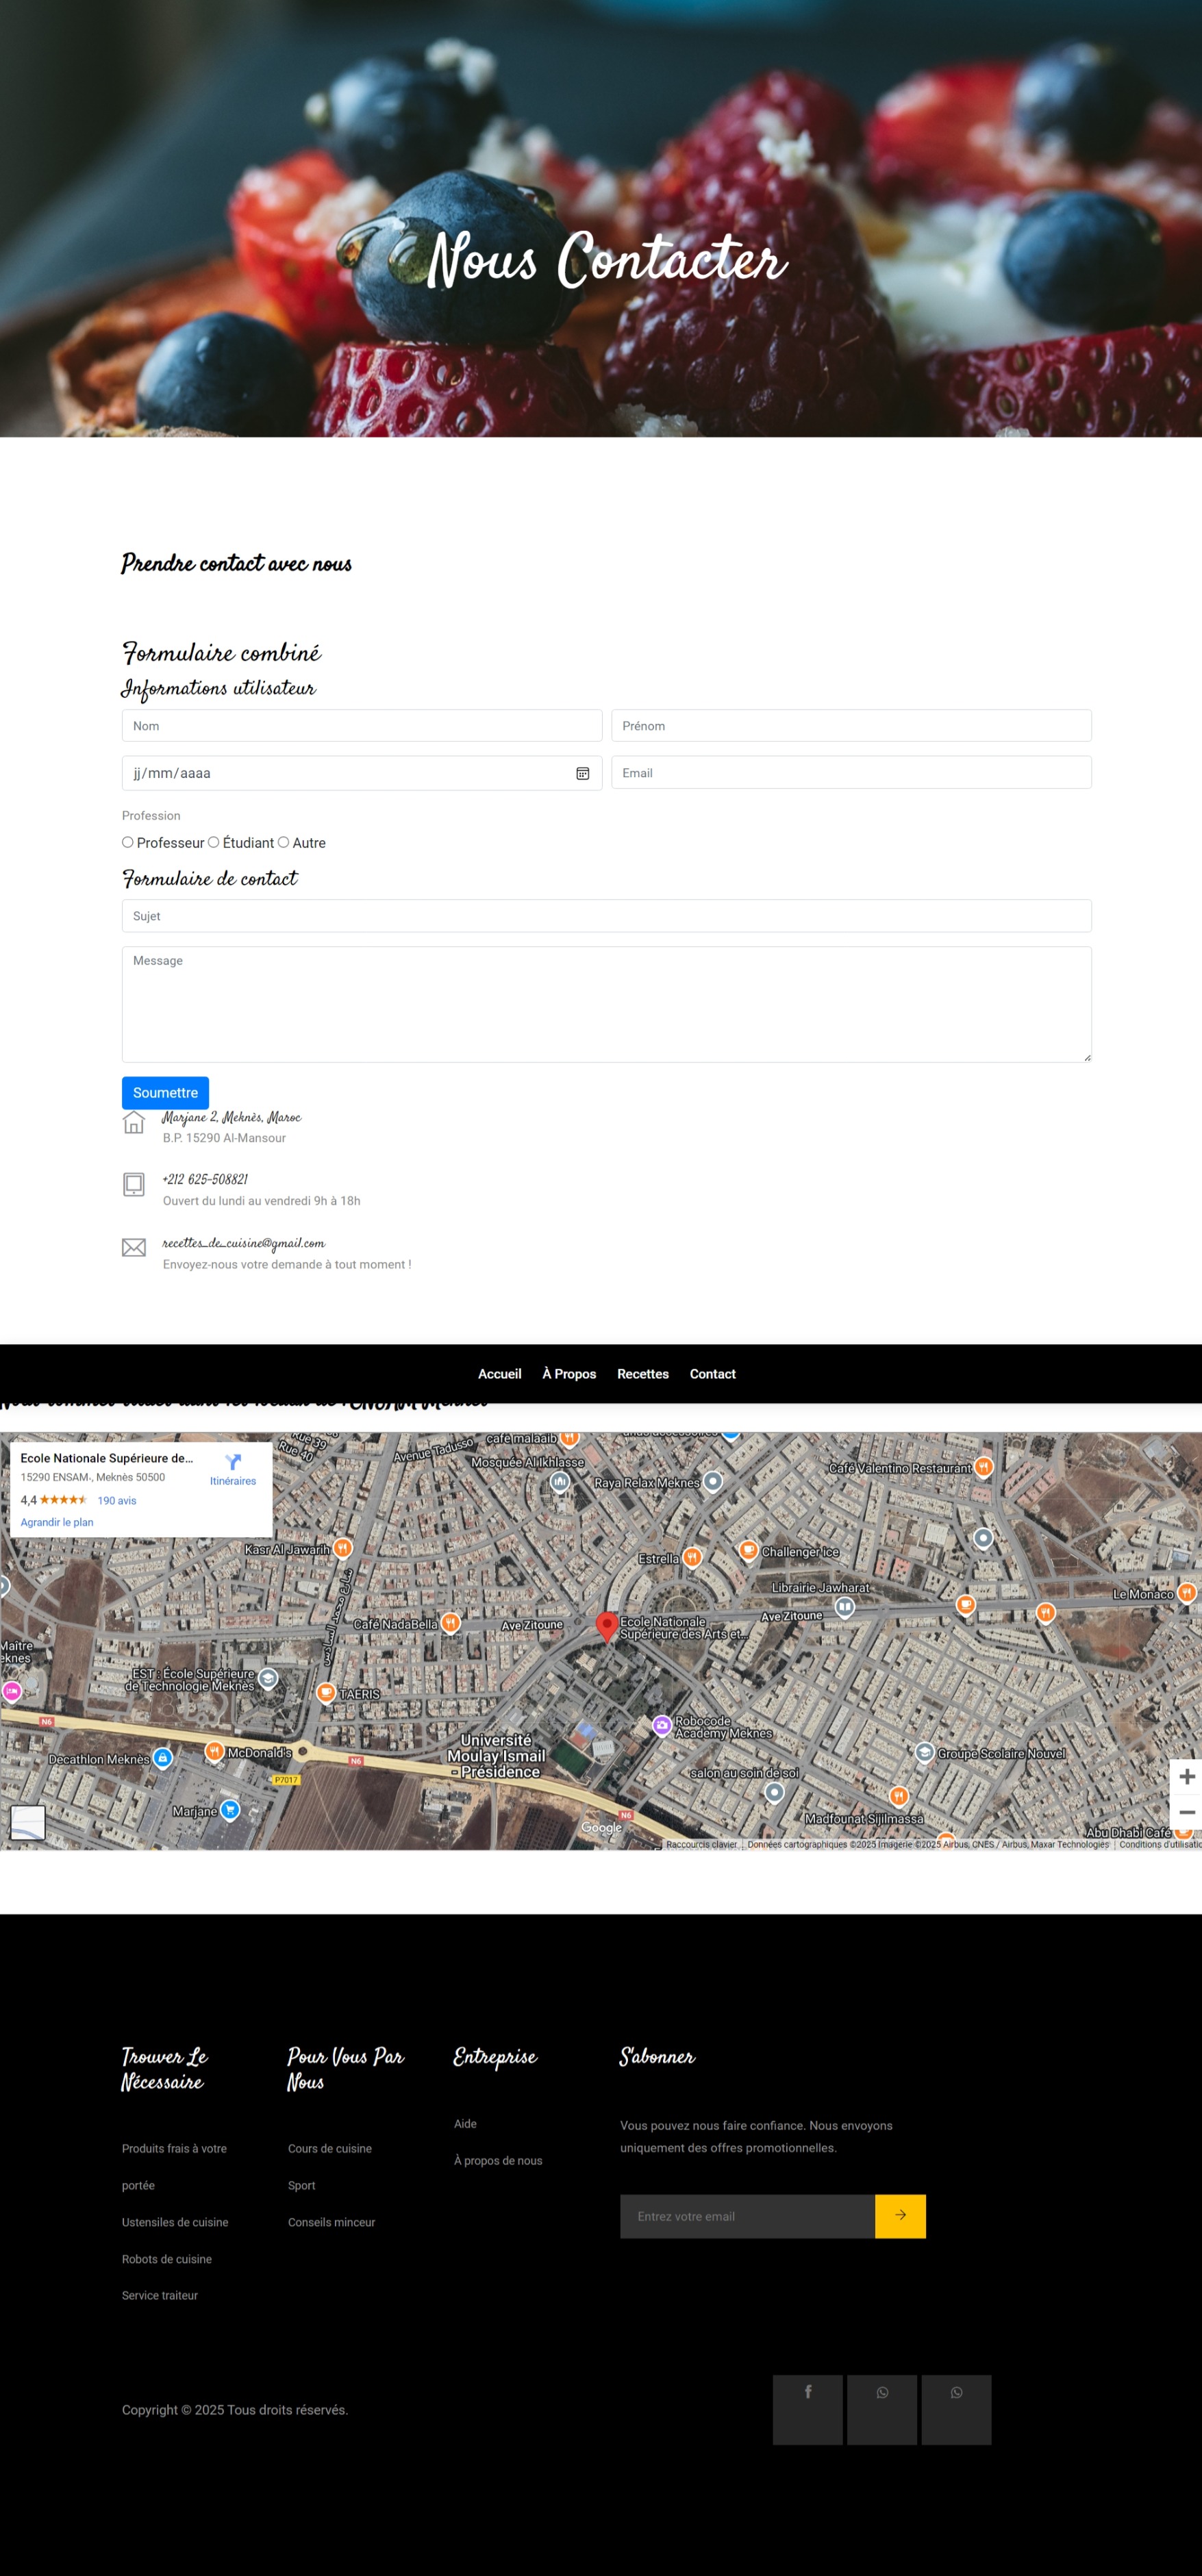 Nous Contacter
Prendre contact avec nous
Formulaire combiné
Informations utilisateur
Nom
Prénom
jj/mm/aaaa
Email
Profession
Professeur Étudiant Autre
Formulaire de contact
Sujet
Message
Soumettre
Marjane 2, Meknès, Maroc
B.P. 15290 Al-Mansour
+212 625-508821
Ouvert du lundi au vendredi 9h à 18h
recettes_de_cuisine@gmail.com
Envoyez-nous votre demande à tout moment !
Accueil À Propos Recettes Contact
Ecole Nationale Supérieure de...
15290 ENSAM-, Meknès 50500
4,4
190 avis
Agrandir le plan
Itinéraires
Rue 39
Rue 40
Avenue Tadusso
café malaaib
Mosquée Al Ikhlasse
Raya Relax Meknes
Café Valentino Restaurant
Kasr Al Jawarih
Estrella
Challenger ice
Librairie Jawharat
Le Monaco
شارع محمد السادس
Café NadaBella
Ave Zitoune
Ecole Nationale
Supérieure des Arts et...
Ave Zitoune
EST : École Supérieure
de Technologie Meknès
TAERIS
N6
Decathlon Meknès
McDonald's
P7017
N6
Université
Moulay Ismail
- Présidence
Robocode
Academy Meknes
Groupe Scolaire Nouvel
salon au soin de soi
Marjane
N6
Madfounat Sijilmassa
Abu Dhabi Café
Google
Raccourcis clavier
Données cartographiques ©2025 Imagerie ©2025 Airbus, CNES / Airbus, Maxar Technologies
Trouver Le
Nécessaire
Produits frais à votre
portée
Ustensiles de cuisine
Robots de cuisine
Service traiteur
Pour Vous Par
Nous
Cours de cuisine
Sport
Conseils minceur
Entreprise
Aide
À propos de nous
S'abonner
Vous pouvez nous faire confiance. Nous envoyons
uniquement des offres promotionnelles.
Entrez votre email
Copyright © 2025 Tous droits réservés.